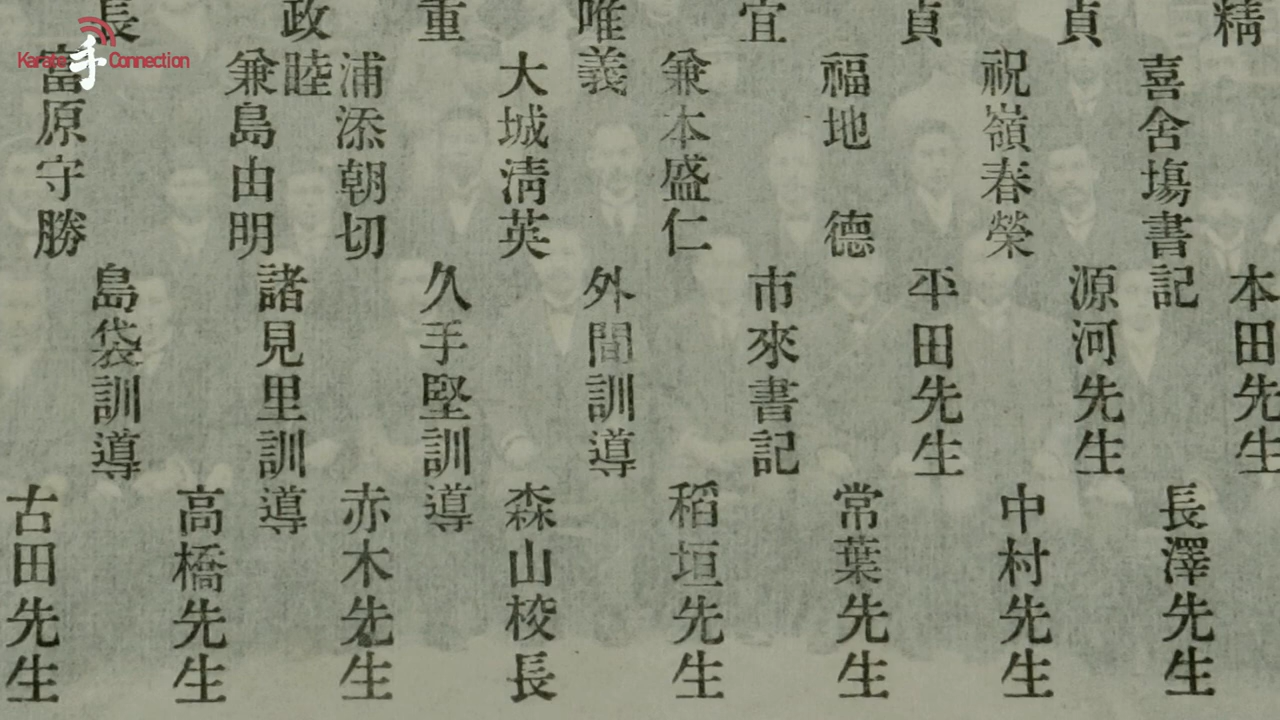 Karate 手 Connection
精
貞
貞
宜
唯義
重
政睦
長
喜舍塲書記
祝嶺春榮
福地 德
兼本盛仁
大城淸英
浦添朝切
兼島由明
富原守勝
本田先生
源河先生
平田先生
市來書記
外間訓導
久手堅訓導
諸見里訓導
島袋訓導
長澤先生
中村先生
常葉先生
稻垣先生
森山校長
赤木先生
高橋先生
古田先生